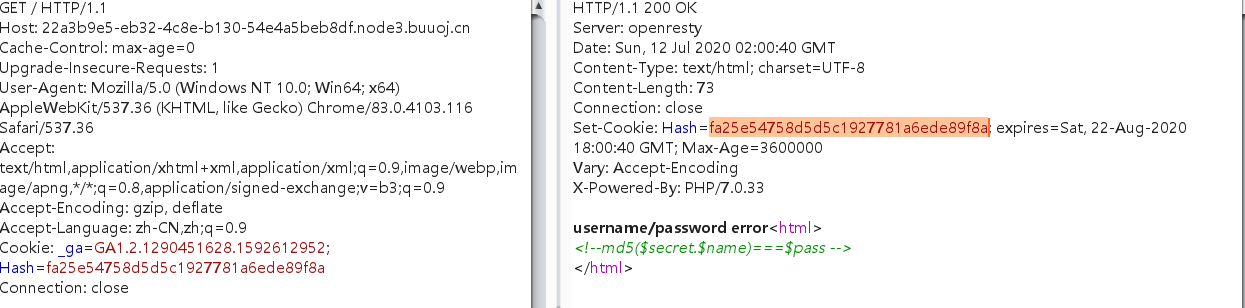 GET / HTTP/1.1
Host: 22a3b9e5-eb32-4c8e-b130-54e4a5beb8df.node3.buuoj.cn
Cache-Control: max-age=0
Upgrade-Insecure-Requests: 1
User-Agent: Mozilla/5.0 (Windows NT 10.0; Win64; x64)
AppleWebKit/537.36 (KHTML, like Gecko) Chrome/83.0.4103.116
Safari/537.36
Accept:
text/html,application/xhtml+xml,application/xml;q=0.9,image/webp,im
age/apng,*/*;q=0.8,application/signed-exchange;v=b3;q=0.9
Accept-Encoding: gzip, deflate
Accept-Language: zh-CN,zh;q=0.9
Cookie: _ga=GA1.2.1290451628.1592612952;
Hash=fa25e54758d5d5c1927781a6ede89f8a
Connection: close
HTTP/1.1 200 OK
Server: openresty
Date: Sun, 12 Jul 2020 02:00:40 GMT
Content-Type: text/html; charset=UTF-8
Content-Length: 73
Connection: close
Set-Cookie: Hash=fa25e54758d5d5c1927781a6ede89f8a; expires=Sat, 22-Aug-2020
18:00:40 GMT; Max-Age=3600000
Vary: Accept-Encoding
X-Powered-By: PHP/7.0.33
username/password error<html>
<!--md5($secret.$name)===$pass -->
</html>